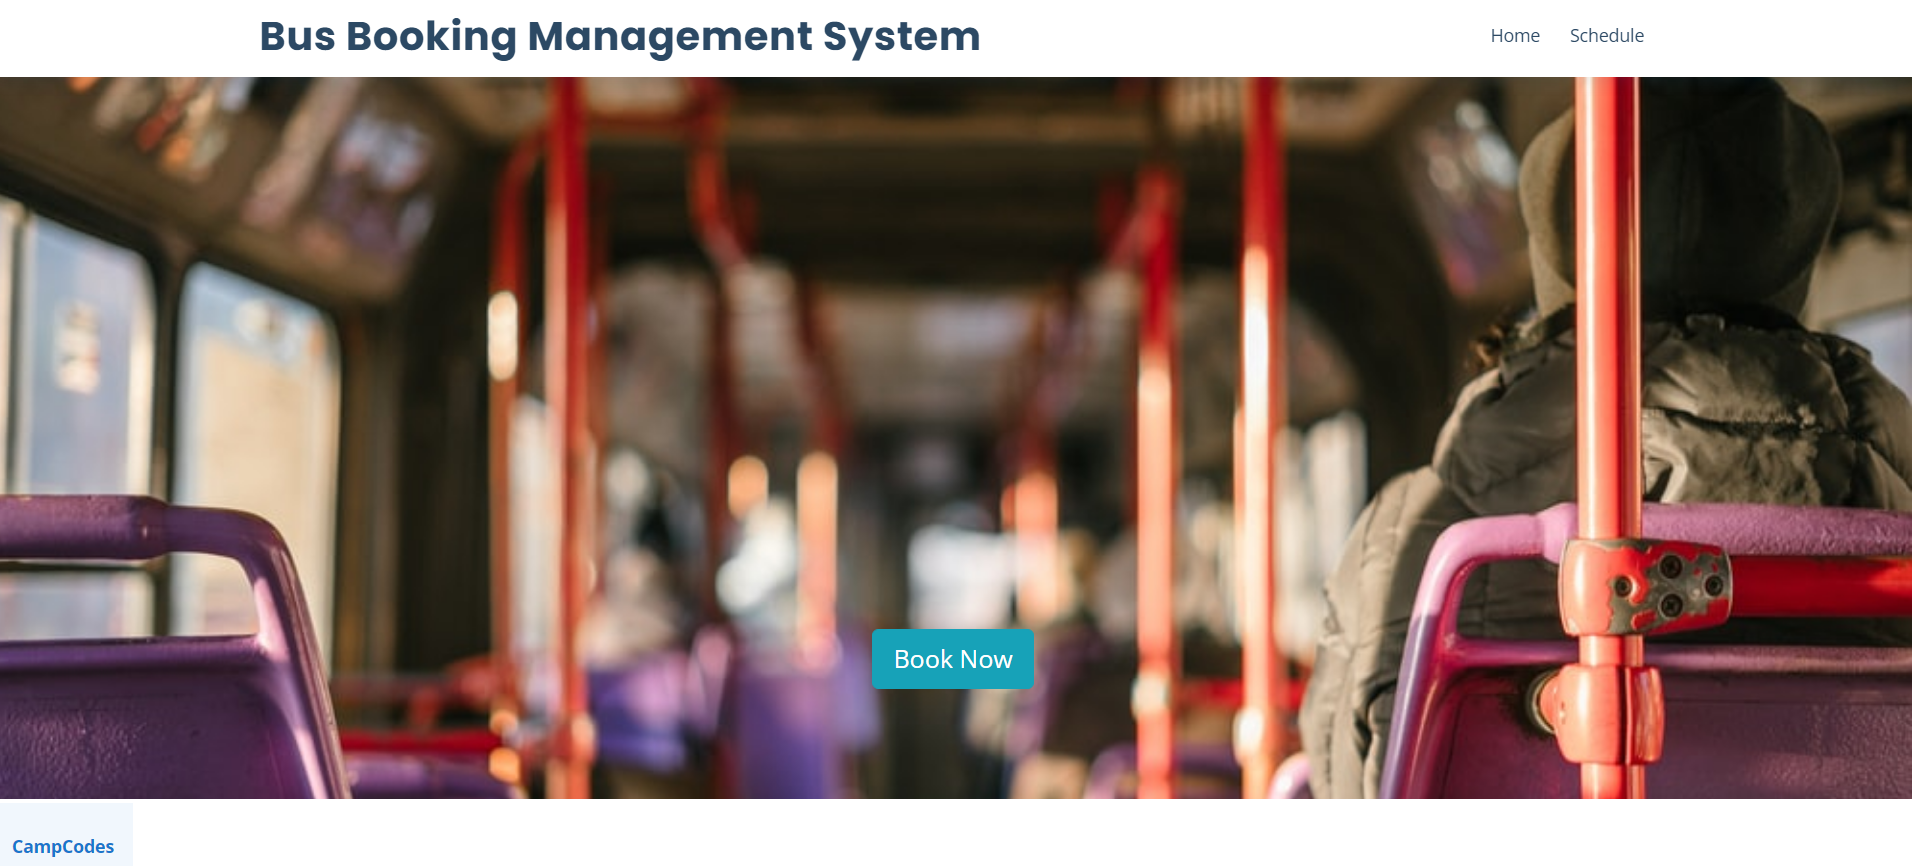 Bus Booking Management System
Home
Schedule
Book Now
CampCodes